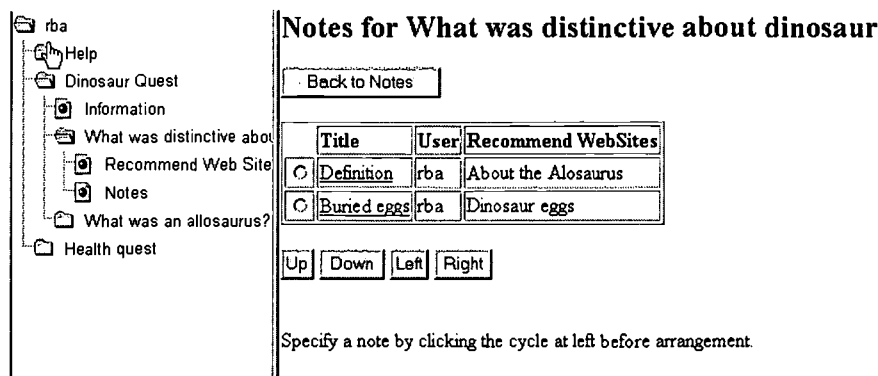 rba
Help
Dinosaur Quest
Information
What was distinctive abou
Recommend Web Site
Notes
What was an allosaurus?
Health quest
Notes for What was distinctive about dinosaur
Back to Notes
Title User Recommend WebSites
Definition rba About the Alosaurus
Buried eggs rba Dinosaur eggs
Up Down Left Right
Specify a note by clicking the cycle at left before arrangement.